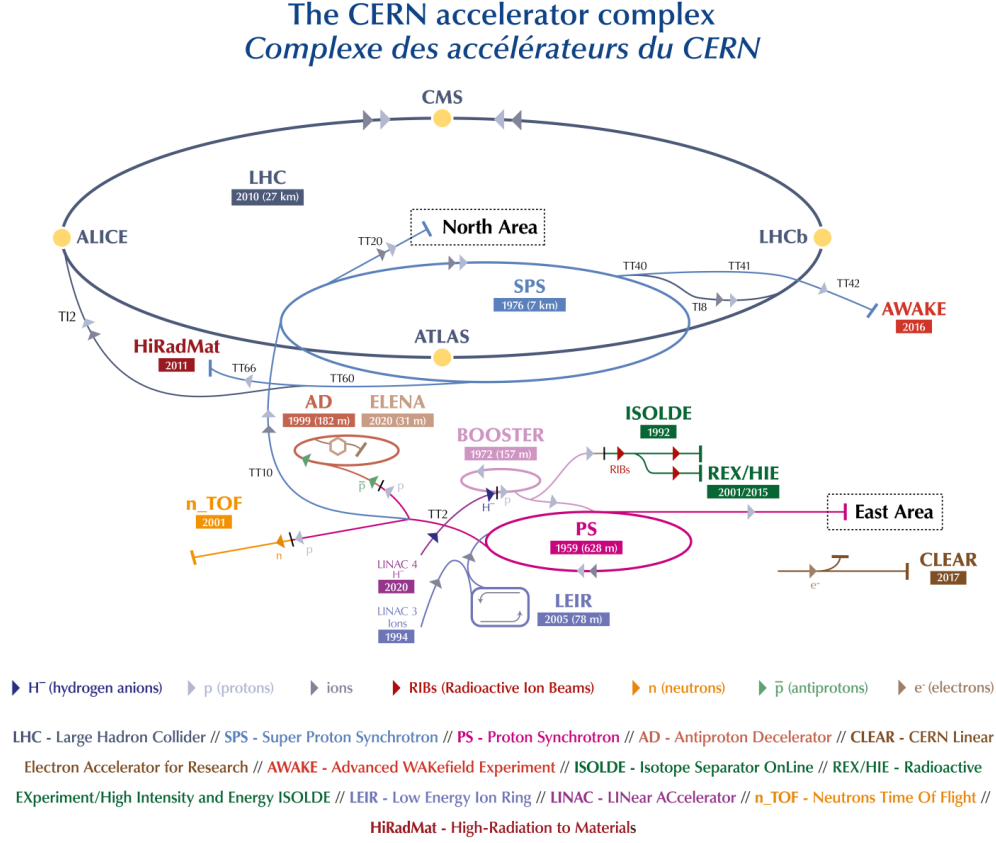 The CERN accelerator complex
Complexe des accélérateurs du CERN
CMS
LHC
2010 (27 km)
North Area
TT20
ALICE
LHCb
TT40
TT41
TT42
SPS
1976 (7 km)
TI8
TI2
AWAKE
2016
ATLAS
HiRadMat
2011
TT66
TT60
AD
1999 (182 m)
ELENA
2020 (31 m)
ISOLDE
1992
BOOSTER
1972 (157 m)
RIBs
REX/HIE
2001/2015
TT10
p̅
p
H⁻
p
n_TOF
2001
TT2
East Area
PS
1959 (628 m)
n
p
LINAC 4
H⁻
2020
CLEAR
2017
e⁻
LINAC 3
Ions
1994
LEIR
2005 (78 m)
H⁻ (hydrogen anions)
p (protons)
ions
RIBs (Radioactive Ion Beams)
n (neutrons)
p̅ (antiprotons)
e⁻ (electrons)
LHC - Large Hadron Collider // SPS - Super Proton Synchrotron // PS - Proton Synchrotron // AD - Antiproton Decelerator // CLEAR - CERN Linear
Electron Accelerator for Research // AWAKE - Advanced WAKefield Experiment // ISOLDE - Isotope Separator OnLine // REX/HIE - Radioactive
EXperiment/High Intensity and Energy ISOLDE // LEIR - Low Energy Ion Ring // LINAC - LINear ACcelerator // n_TOF - Neutrons Time Of Flight //
HiRadMat - High-Radiation to Materials